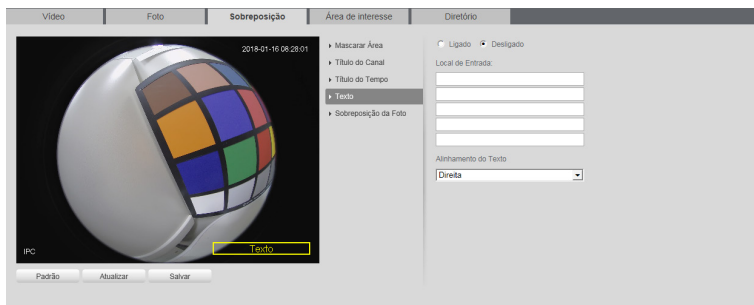 Vídeo
Foto
Sobreposição
Área de interesse
Diretório
2018-01-16 08:28:01
IPC
Texto
Padrão
Atualizar
Salvar
Mascarar Área
Título do Canal
Título do Tempo
Texto
Sobreposição da Foto
Ligado
Desligado
Local de Entrada:
Alinhamento do Texto
Direita